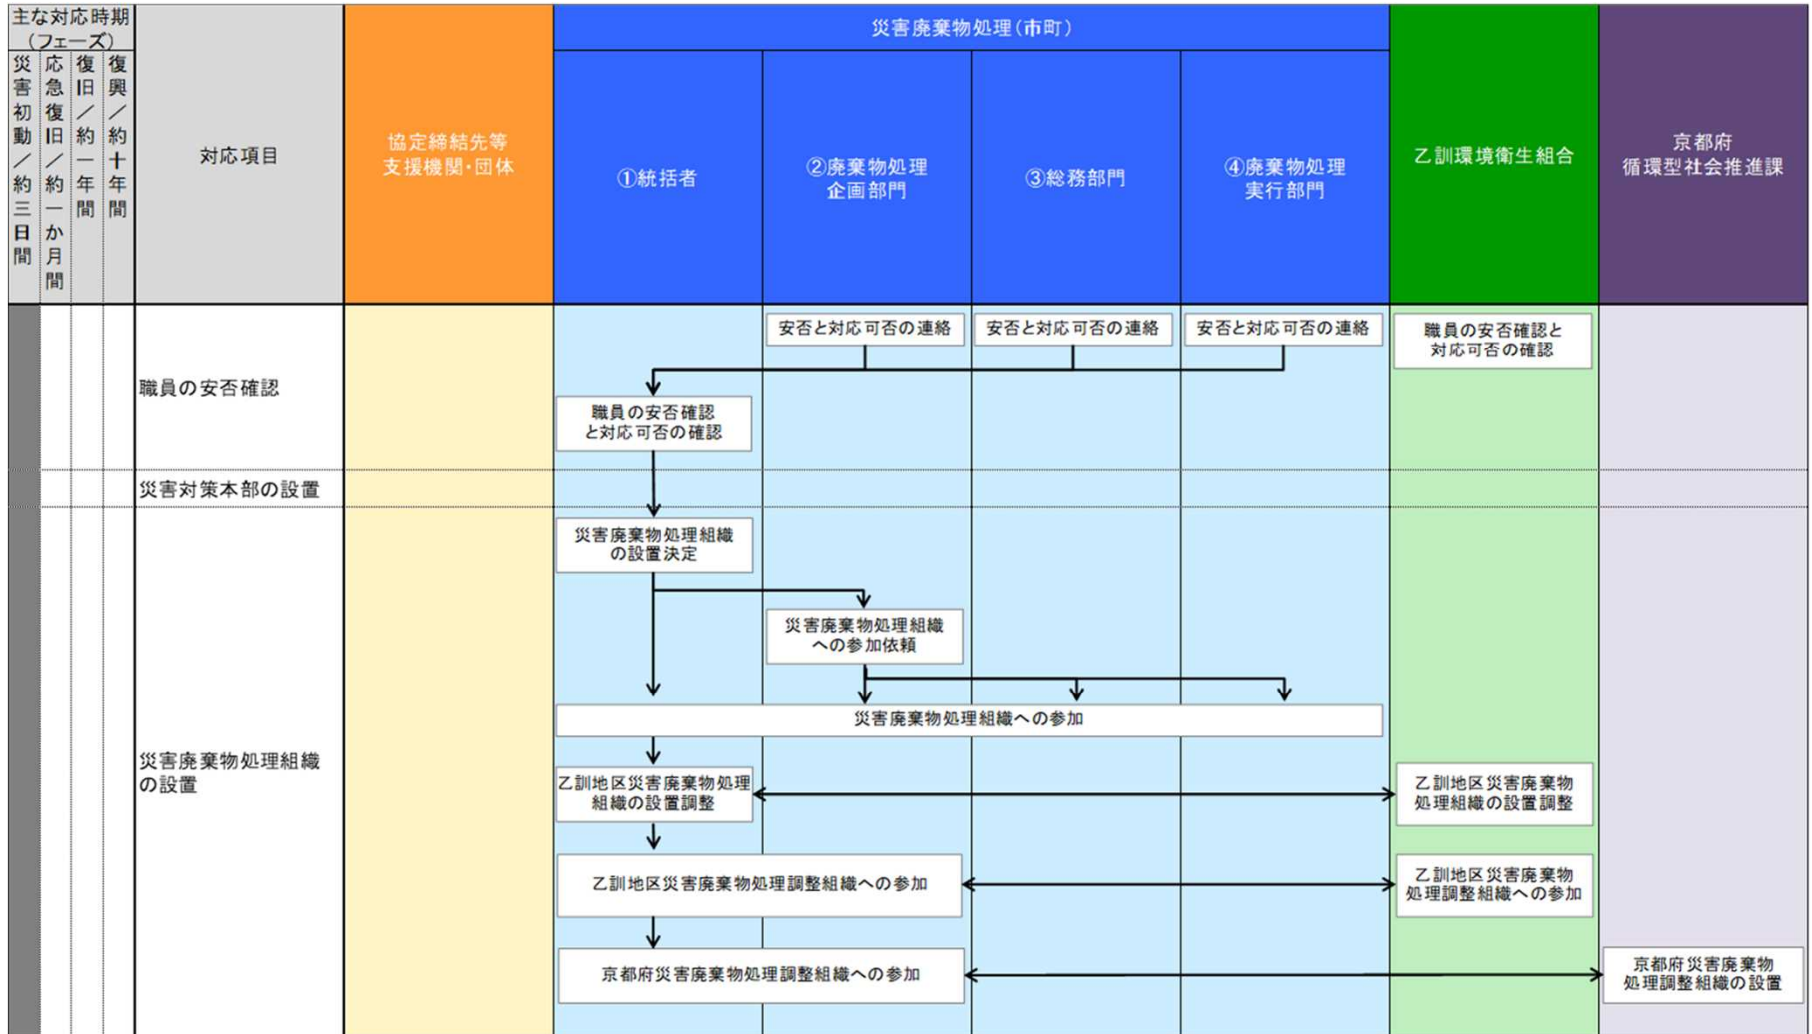 主な対応時期
(フェーズ)
災害初動／約三日間
応急復旧／約一か月間
復旧／約一年間
復興／約十年間
対応項目
協定締結先等
支援機関・団体
災害廃棄物処理(市町)
①統括者
②廃棄物処理
企画部門
③総務部門
④廃棄物処理
実行部門
乙訓環境衛生組合
京都府
循環型社会推進課
職員の安否確認
安否と対応可否の連絡
安否と対応可否の連絡
安否と対応可否の連絡
職員の安否確認と
対応可否の確認
職員の安否確認
と対応可否の確認
災害対策本部の設置
災害廃棄物処理組織
の設置
災害廃棄物処理組織
の設置決定
災害廃棄物処理組織
への参加依頼
災害廃棄物処理組織への参加
乙訓地区災害廃棄物処理
組織の設置調整
乙訓地区災害廃棄物
処理組織の設置調整
乙訓地区災害廃棄物処理調整組織への参加
乙訓地区災害廃棄物
処理調整組織への参加
京都府災害廃棄物処理調整組織への参加
京都府災害廃棄物
処理調整組織の設置